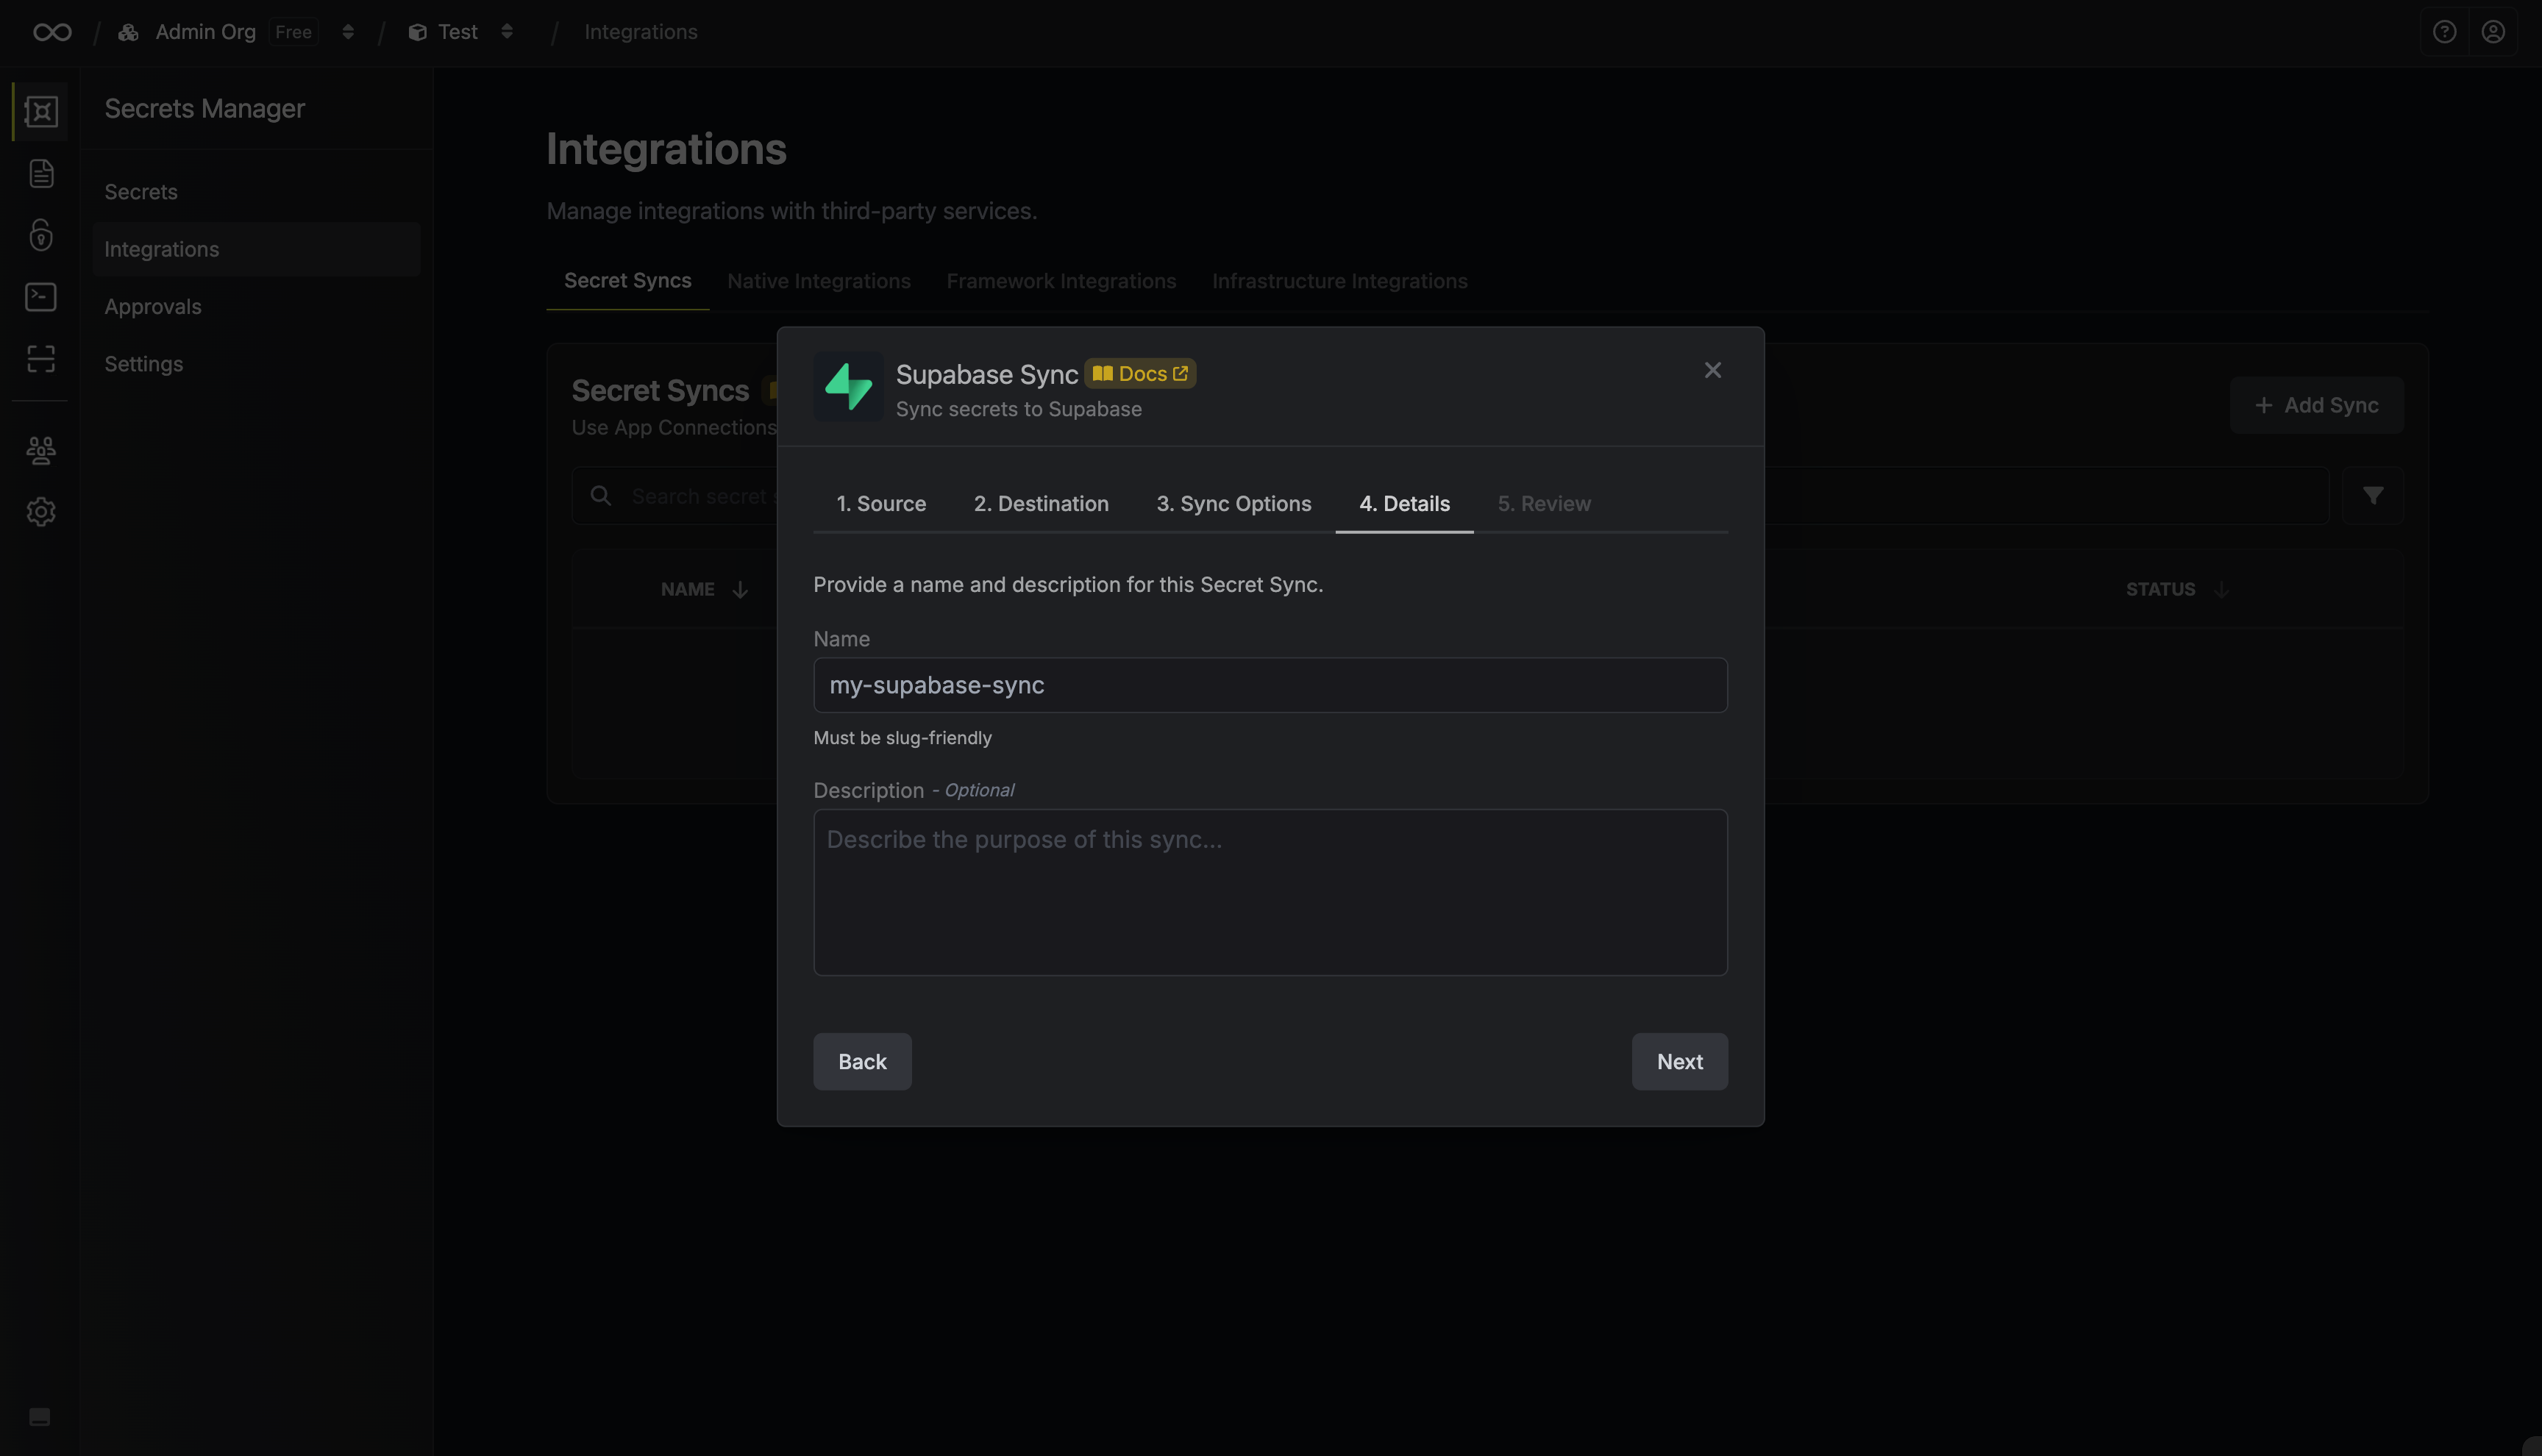 Admin Org Free Test Integrations
Secrets Manager
Secrets
Integrations
Approvals
Settings
Integrations
Manage integrations with third-party services.
Secret Syncs Native Integrations Framework Integrations Infrastructure Integrations
Secret Syncs
Use App Connections
+ Add Sync
Search secret
NAME
STATUS
Supabase Sync Docs
Sync secrets to Supabase
1. Source 2. Destination 3. Sync Options 4. Details 5. Review
Provide a name and description for this Secret Sync.
Name
my-supabase-sync
Must be slug-friendly
Description - Optional
Describe the purpose of this sync...
Back Next